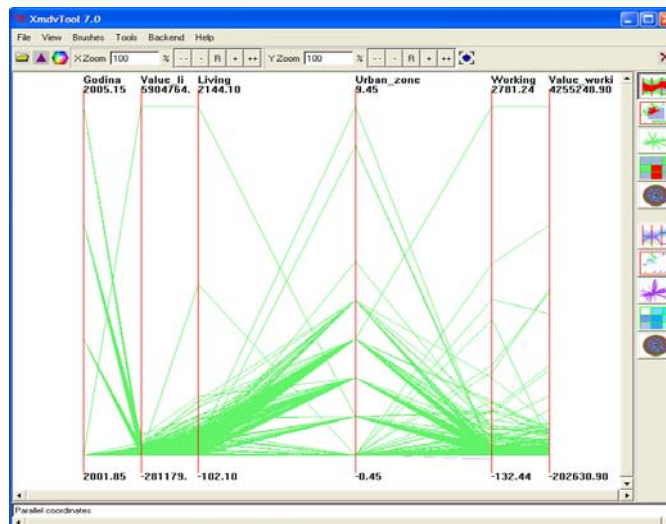 XmdvTool 7.0
File View Brushes Tools Backend Help
X Zoom 100 % -- - R + ++ Y Zoom 100 % -- - R + ++
Godina Value_li Living Urban_zone Working Value_worki
2005.15 5904764. 2144.10 9.45 2781.24 4255248.90
2001.85 -281179. -102.10 -0.45 -132.44 -202630.90
Parallel coordinates